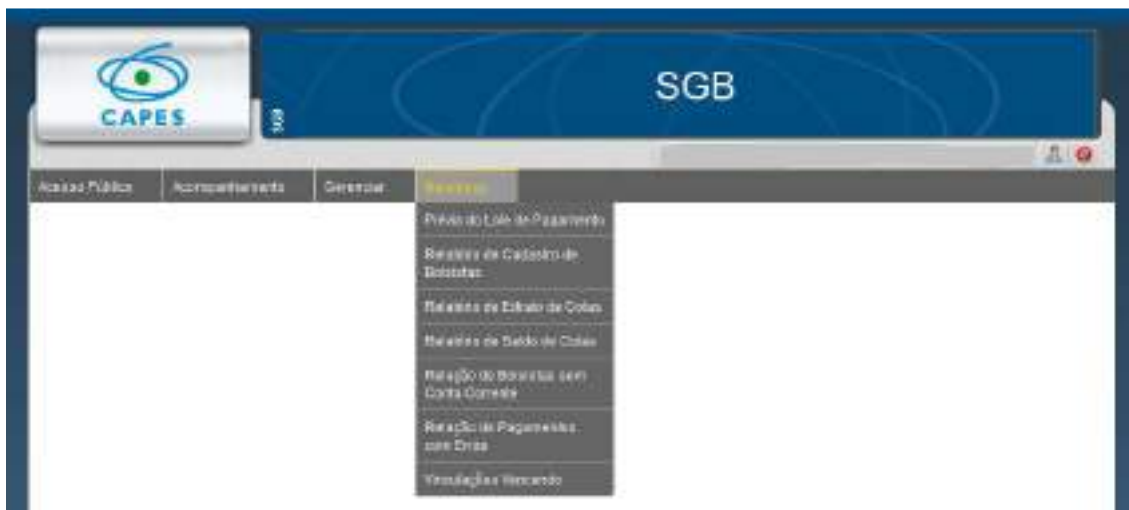 CAPES
SGB
SGB
Acesso Público
Acompanhamento
Gerenciar
Relatórios
Prévia do Lote de Pagamento
Relatório de Cadastro de
Bolsistas
Relatório de Extrato de Cotas
Relatório de Saldo de Cotas
Relação de Bolsistas sem
Conta Corrente
Relação de Pagamentos
com Erros
Vinculações Vencendo